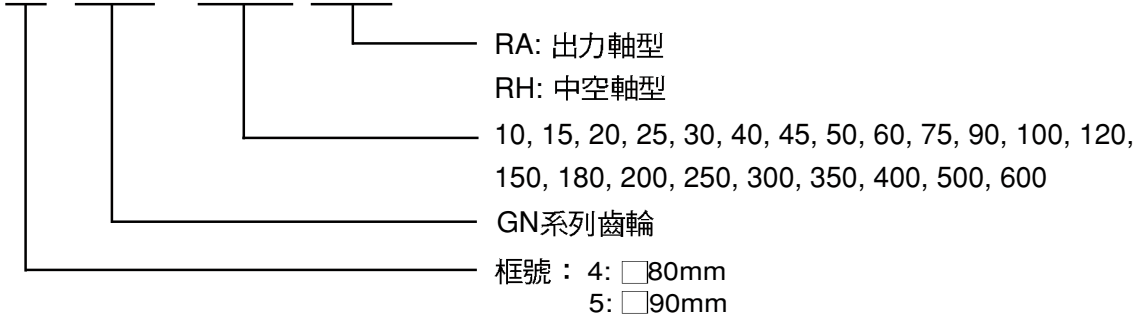 RA: 出力軸型
RH: 中空軸型
10, 15, 20, 25, 30, 40, 45, 50, 60, 75, 90, 100, 120,
150, 180, 200, 250, 300, 350, 400, 500, 600
GN系列齒輪
框號： 4: □80mm
5: □90mm